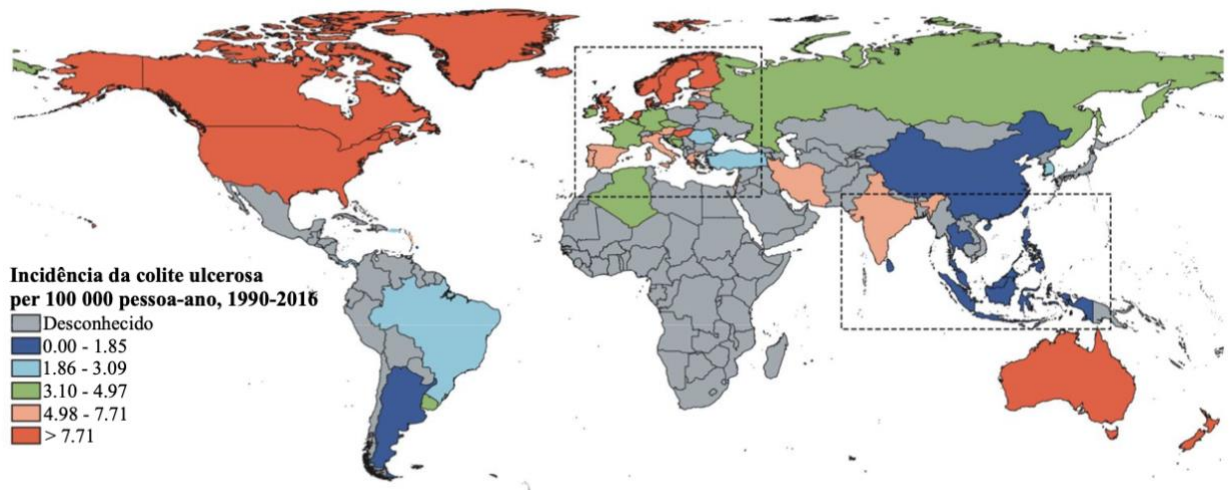 Incidência da colite ulcerosa
per 100 000 pessoa-ano, 1990-2016
Desconhecido
0.00 - 1.85
1.86 - 3.09
3.10 - 4.97
4.98 - 7.71
> 7.71